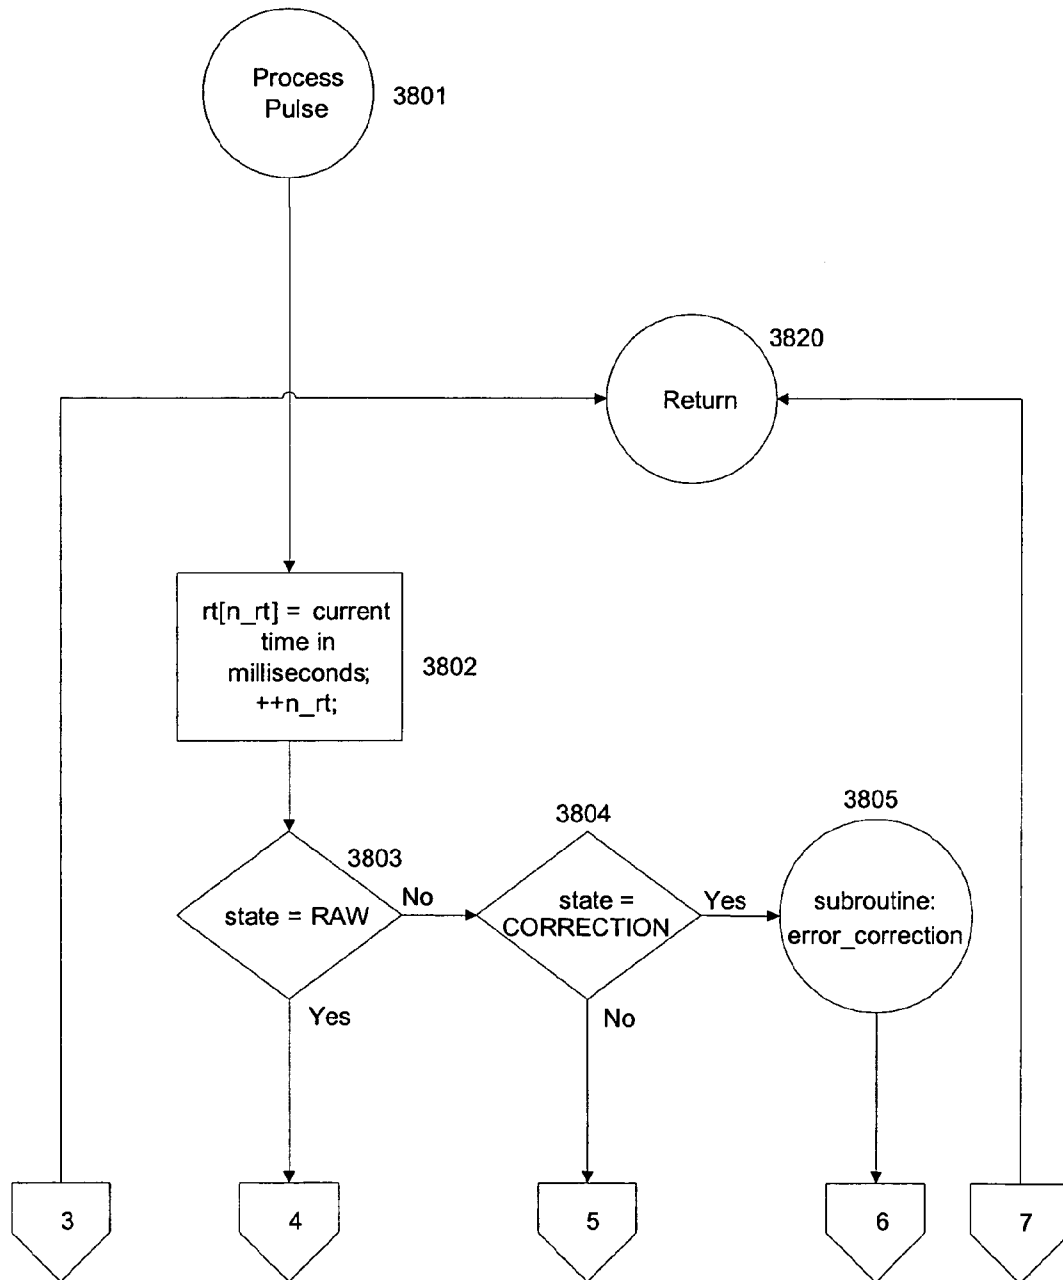 Process
Pulse
3801
3820
Return
rt[n_rt] = current
time in
milliseconds;
++n_rt;
3802
3803
state = RAW
No
Yes
3804
state =
CORRECTION
Yes
No
3805
subroutine:
error_correction
3
4
5
6
7